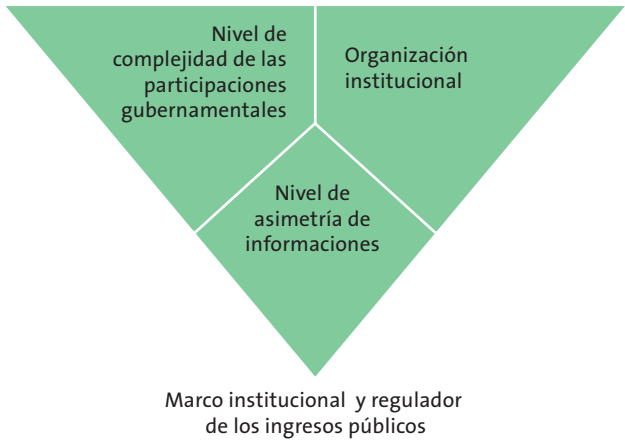 Nivel de
complejidad de las
participaciones
gubernamentales
Organización
institucional
Nivel de
asimetría de
informaciones
Marco institucional y regulador
de los ingresos públicos